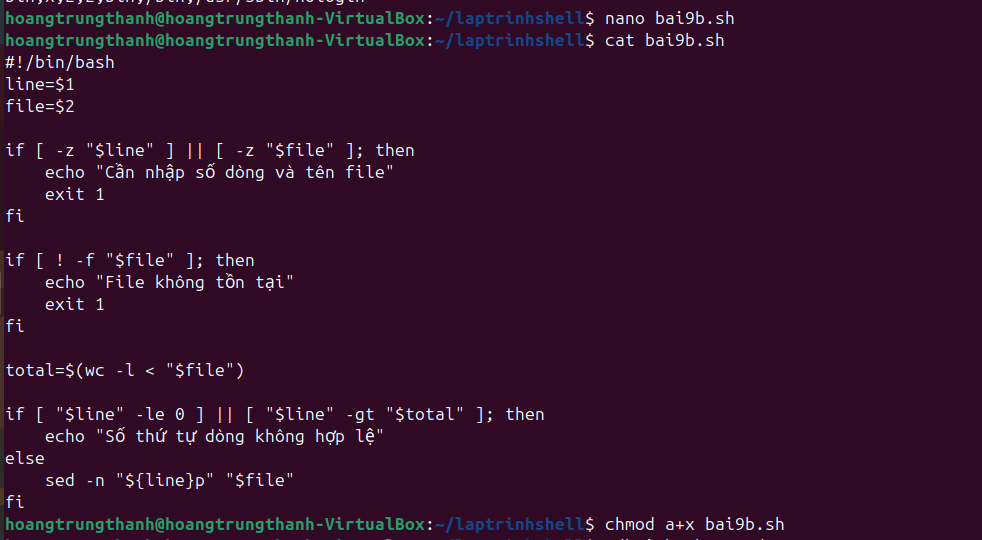 hoangtrungthanh@hoangtrungthanh-VirtualBox:~/laptrinhshell$ nano bai9b.sh
hoangtrungthanh@hoangtrungthanh-VirtualBox:~/laptrinhshell$ cat bai9b.sh
#!/bin/bash
line=$1
file=$2

if [ -z "$line" ] || [ -z "$file" ]; then
    echo "Cần nhập số dòng và tên file"
    exit 1
fi

if [ ! -f "$file" ]; then
    echo "File không tồn tại"
    exit 1
fi

total=$(wc -l < "$file")

if [ "$line" -le 0 ] || [ "$line" -gt "$total" ]; then
    echo "Số thứ tự dòng không hợp lệ"
else
    sed -n "${line}p" "$file"
fi
hoangtrungthanh@hoangtrungthanh-VirtualBox:~/laptrinhshell$ chmod a+x bai9b.sh